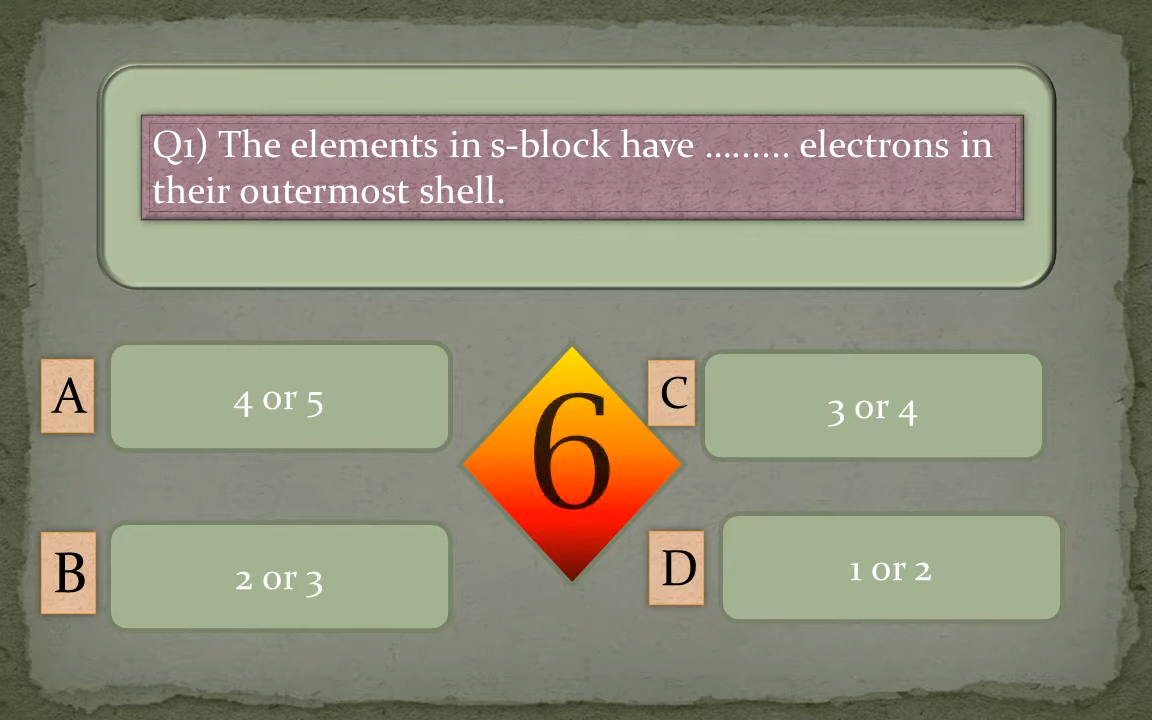 Q1) The elements in s-block have ......... electrons in
their outermost shell.
A
4 or 5
6
C
3 or 4
B
2 or 3
D
1 or 2